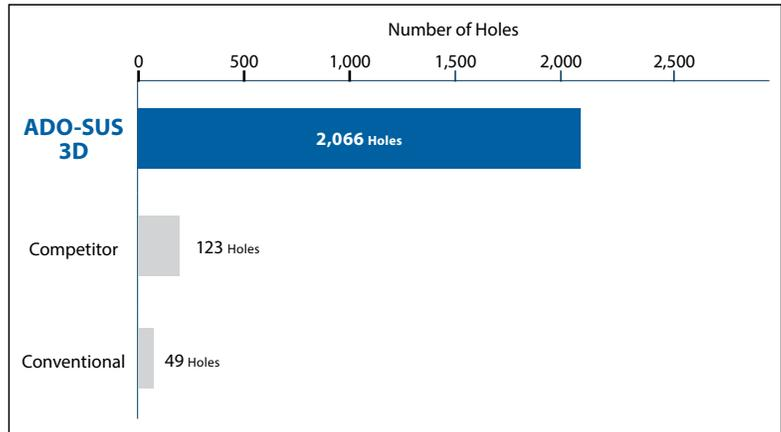 Number of Holes
0 500 1,000 1,500 2,000 2,500
ADO-SUS
3D
2,066 Holes
Competitor 123 Holes
Conventional 49 Holes